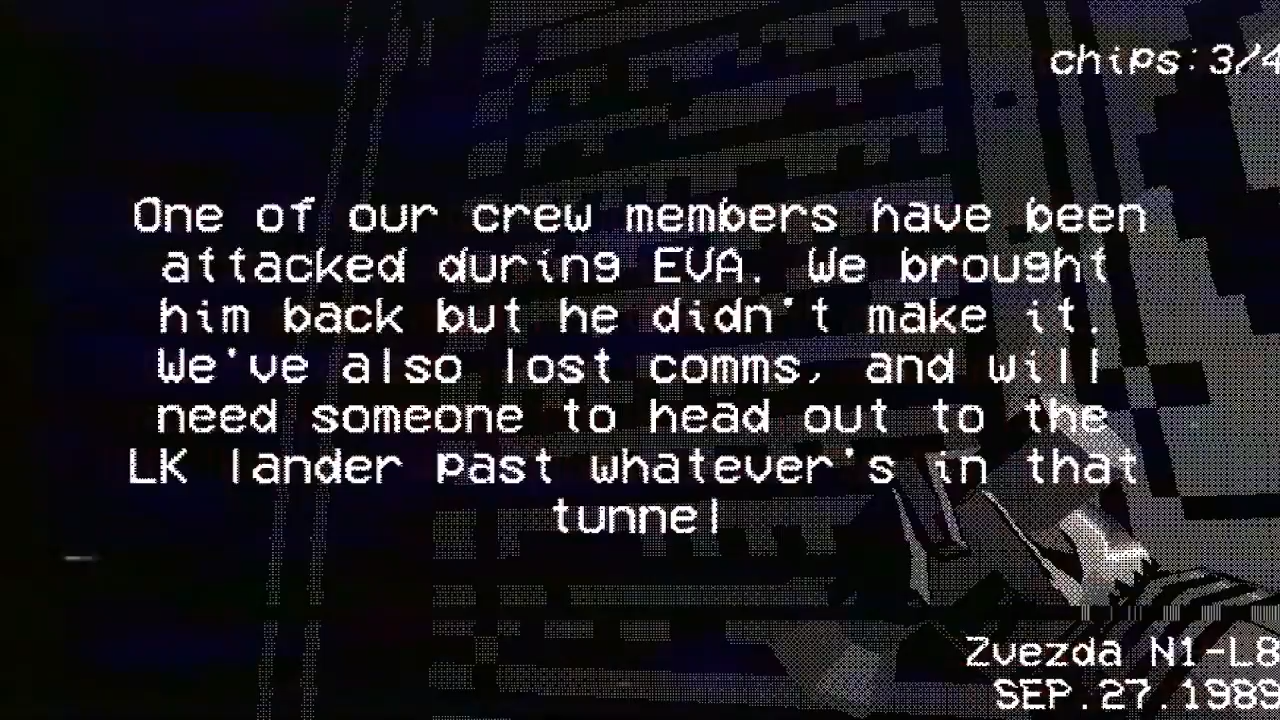 chips:3/4
One of our crew members have been
attacked during EVA. We brought
him back but he didn't make it.
We've also lost comms, and will
need someone to head out to the
LK lander past whatever's in that
tunnel
Zvezda N1-L8
SEP.27.1989